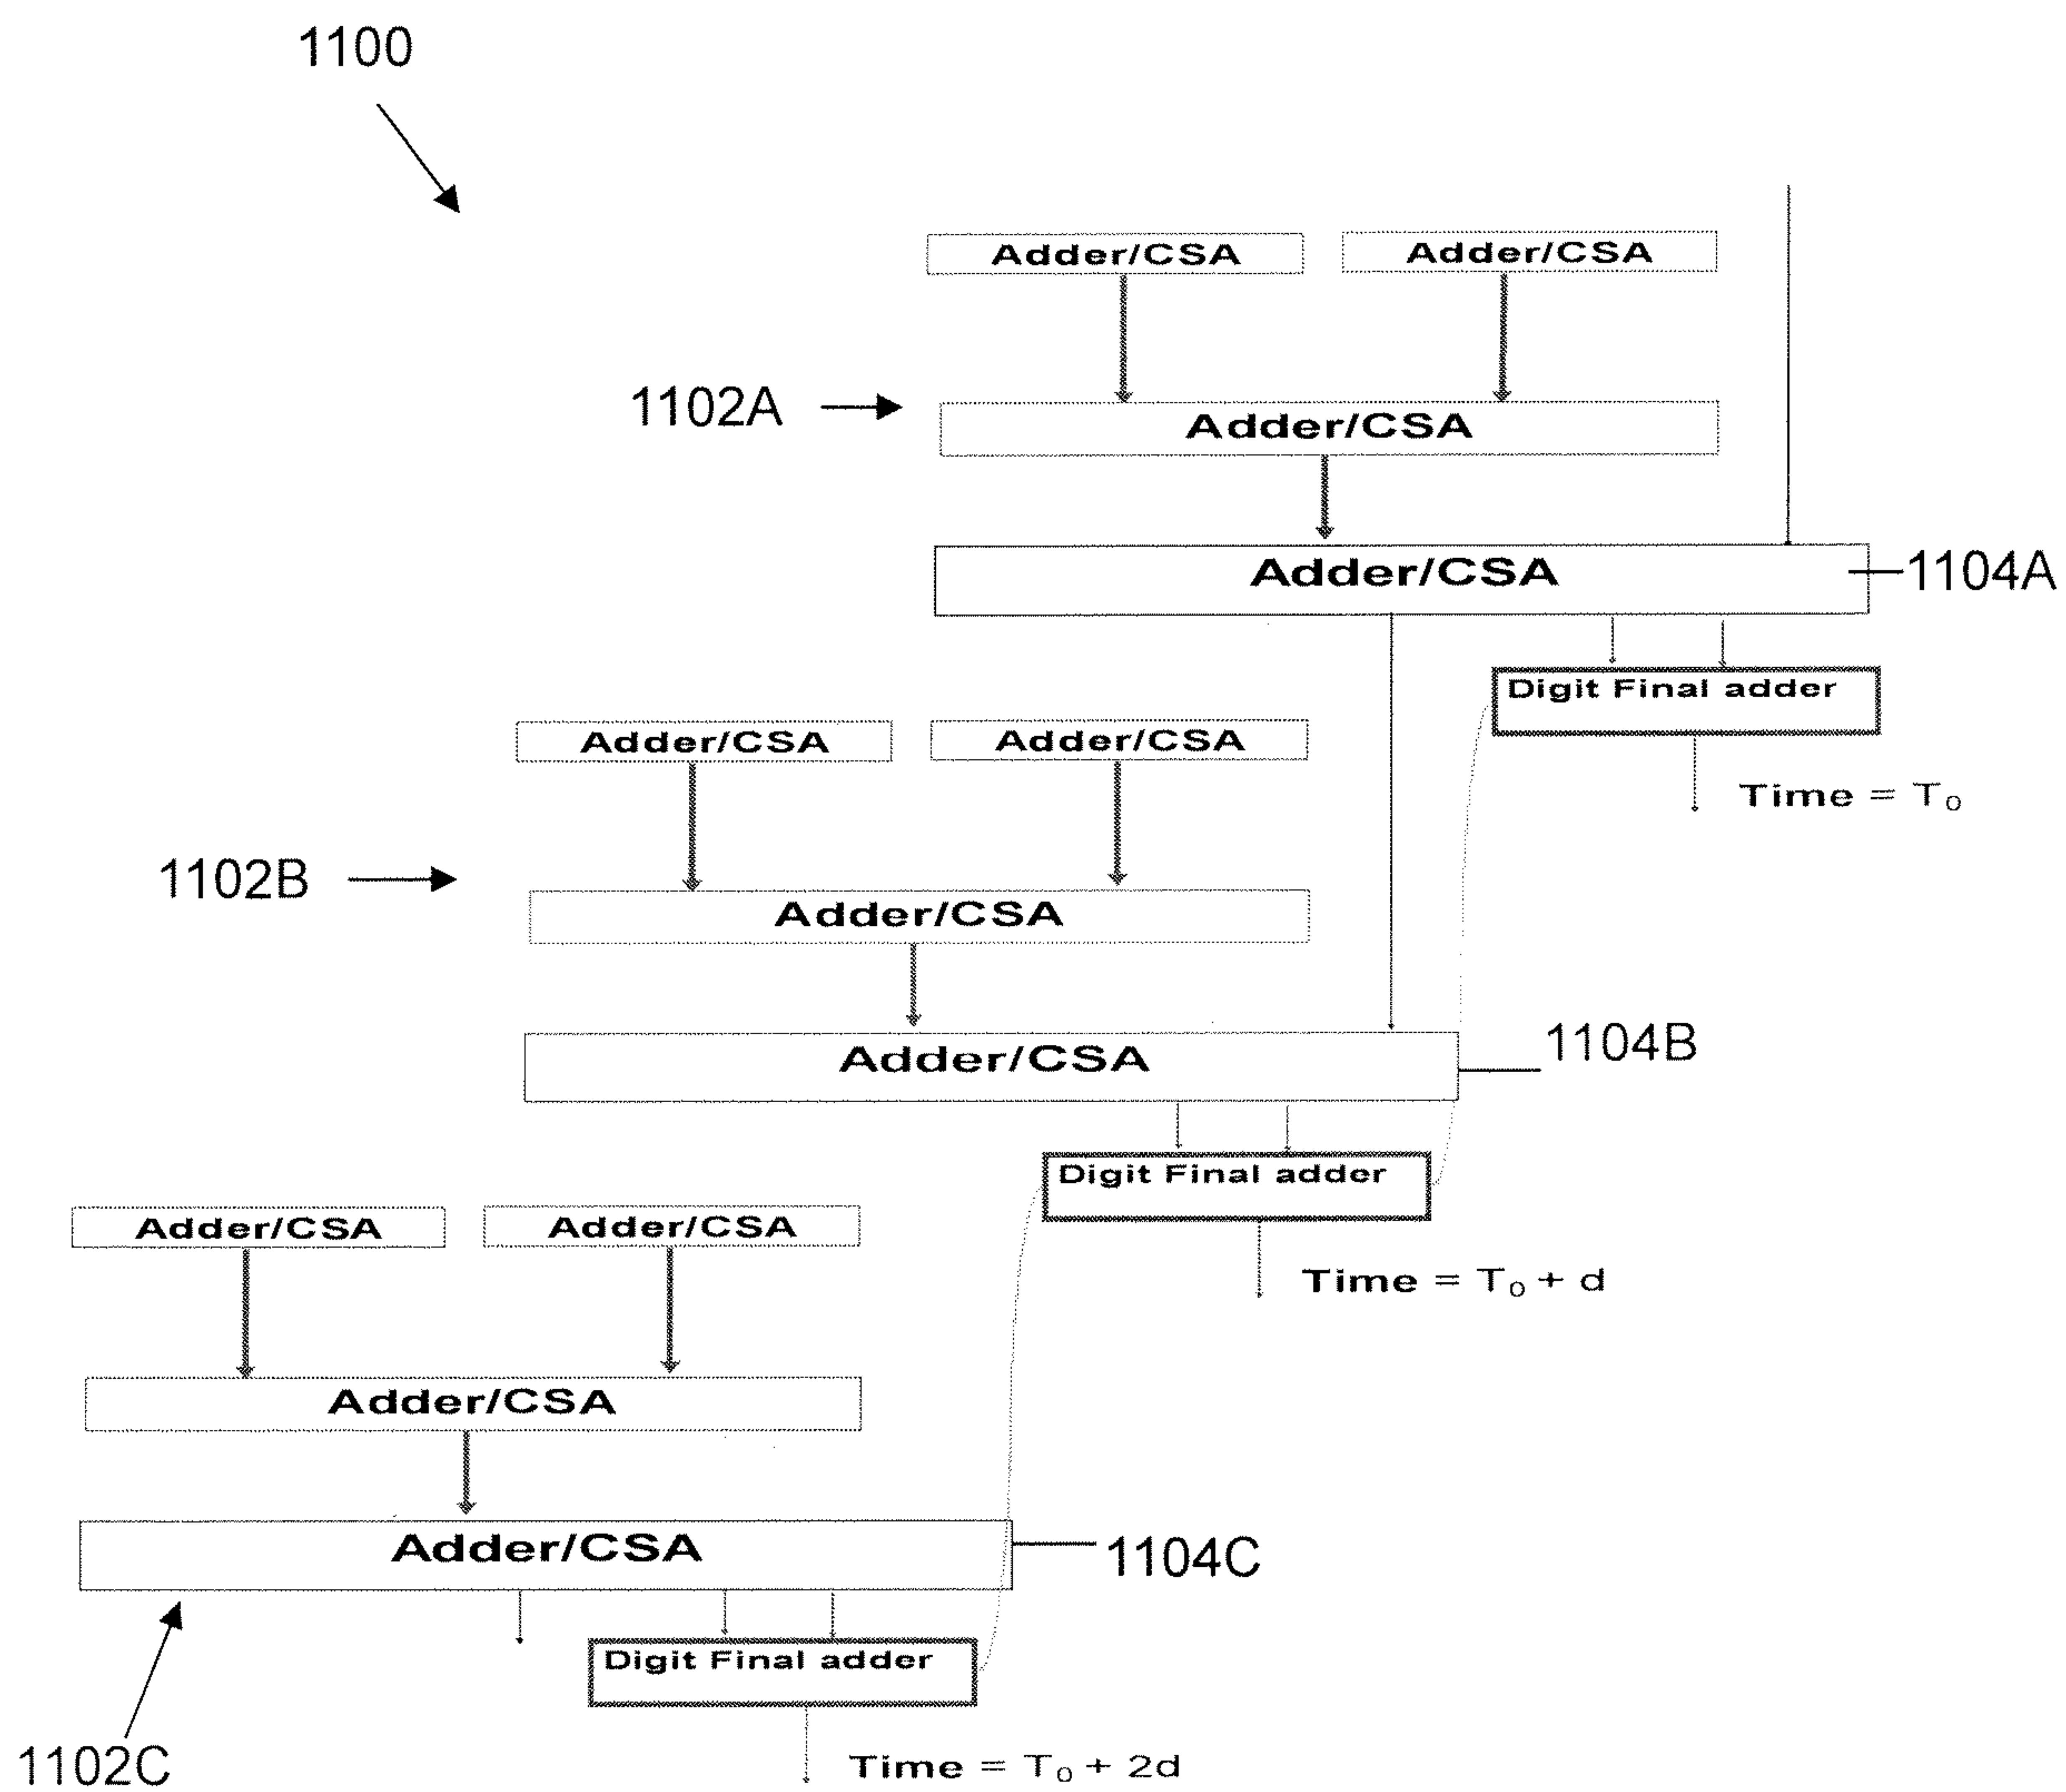 1100
Adder/CSA Adder/CSA
1102A
Adder/CSA
Adder/CSA
1104A
Digit Final adder
Time = T₀
Adder/CSA Adder/CSA
1102B
Adder/CSA
Adder/CSA
1104B
Digit Final adder
Time = T₀ + d
Adder/CSA Adder/CSA
Adder/CSA
Adder/CSA
1104C
Digit Final adder
1102C
Time = T₀ + 2d